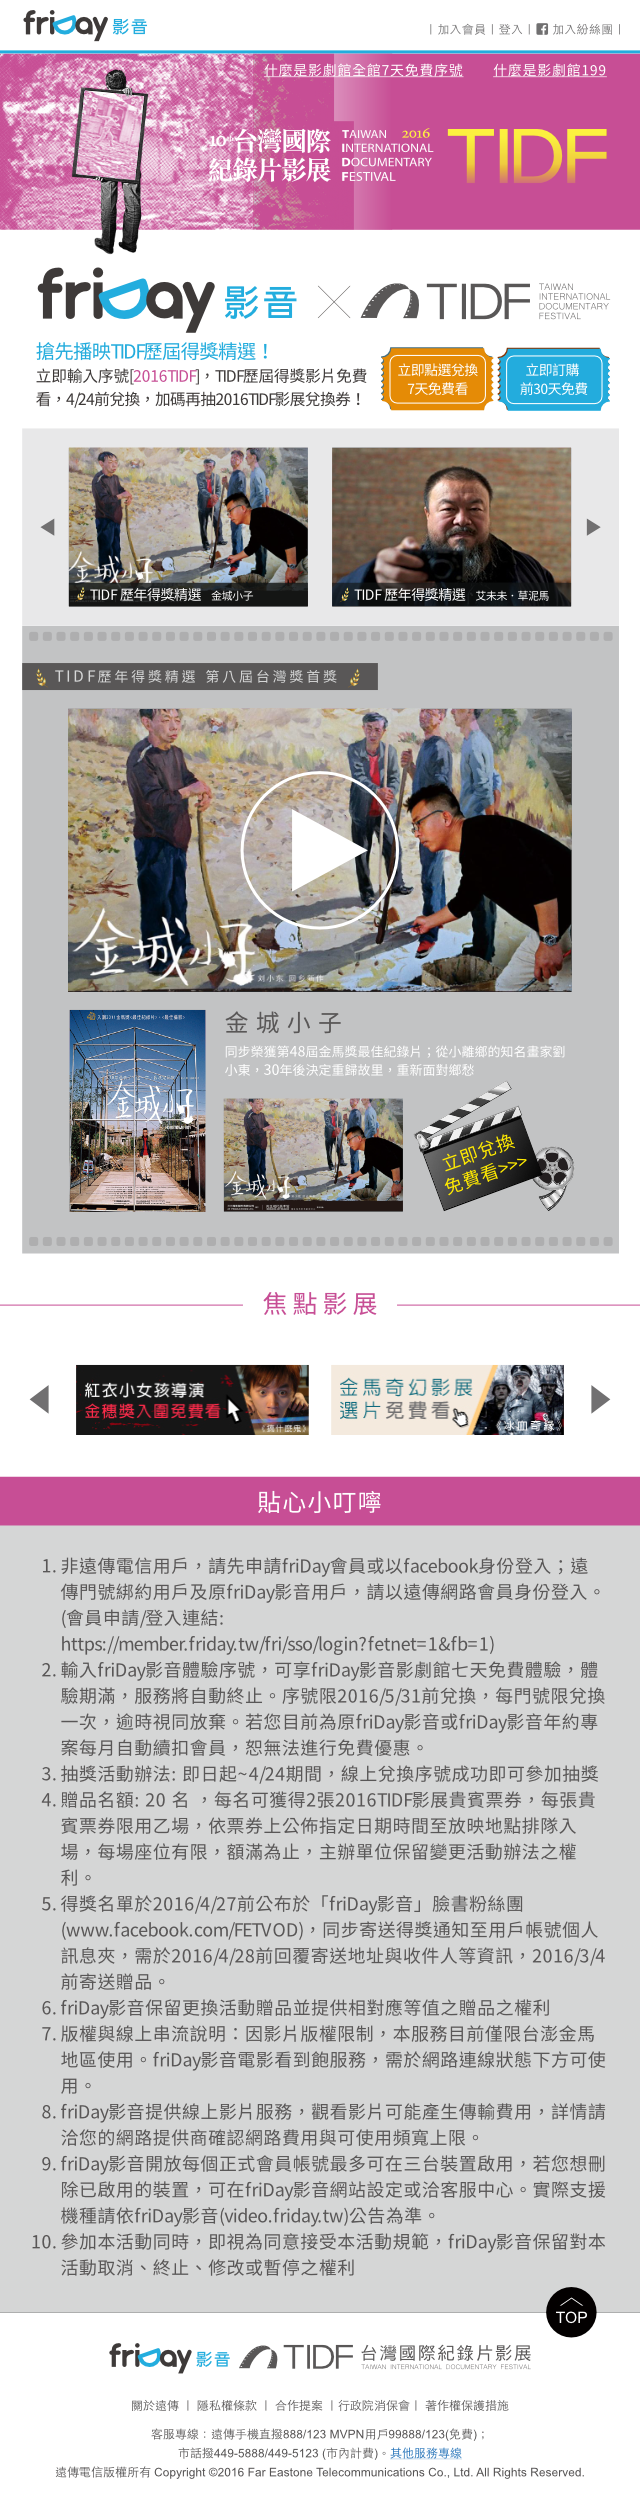 friDay影音
| 加入會員 | 登入 | 加入粉絲團 |
什麼是影劇館全館7天免費序號 什麼是影劇館199
10th台灣國際
紀錄片影展
TAIWAN 2016
INTERNATIONAL
DOCUMENTARY
FESTIVAL
TIDF
friDay影音 TIDF
TAIWAN
INTERNATIONAL
DOCUMENTARY
FESTIVAL
搶先播映TIDF歷屆得獎精選！
立即輸入序號[2016TIDF]，TIDF歷屆得獎影片免費
看，4/24前兌換，加碼再抽2016TIDF影展兌換券！
立即點選兌換
7天免費看
立即訂購
前30天免費
金城小子
TIDF 歷年得獎精選 金城小子
TIDF 歷年得獎精選 艾未未．草泥馬
TIDF歷年得獎精選 第八屆台灣獎首獎
金城小子
金城小子
金城小子
同步榮獲第48屆金馬獎最佳紀錄片；從小離鄉的知名畫家劉
小東，30年後決定重歸故里，重新面對鄉愁
金城小子
立即兌換
免費看>>>
焦點影展
紅衣小女孩導演
金穗獎入圍免費看
《搞什麼鬼》
金馬奇幻影展
選片免費看
《冰血奇緣》
貼心小叮嚀
1. 非遠傳電信用戶，請先申請friDay會員或以facebook身份登入；遠
傳門號綁約用戶及原friDay影音用戶，請以遠傳網路會員身份登入。
(會員申請/登入連結:
https://member.friday.tw/fri/sso/login?fetnet=1&fb=1)
2. 輸入friDay影音體驗序號，可享friDay影音影劇館七天免費體驗，體
驗期滿，服務將自動終止。序號限2016/5/31前兌換，每門號限兌換
一次，逾時視同放棄。若您目前為原friDay影音或friDay影音年約專
案每月自動續扣會員，恕無法進行免費優惠。
3. 抽獎活動辦法: 即日起~4/24期間，線上兌換序號成功即可參加抽獎
4. 贈品名額: 20 名 ，每名可獲得2張2016TIDF影展貴賓票券，每張貴
賓票券限用乙場，依票券上公佈指定日期時間至放映地點排隊入
場，每場座位有限，額滿為止，主辦單位保留變更活動辦法之權
利。
5. 得獎名單於2016/4/27前公布於「friDay影音」臉書粉絲團
(www.facebook.com/FETVOD)，同步寄送得獎通知至用戶帳號個人
訊息夾，需於2016/4/28前回覆寄送地址與收件人等資訊，2016/3/4
前寄送贈品。
6. friDay影音保留更換活動贈品並提供相對應等值之贈品之權利
7. 版權與線上串流說明：因影片版權限制，本服務目前僅限台澎金馬
地區使用。friDay影音電影看到飽服務，需於網路連線狀態下方可使
用。
8. friDay影音提供線上影片服務，觀看影片可能產生傳輸費用，詳情請
洽您的網路提供商確認網路費用與可使用頻寬上限。
9. friDay影音開放每個正式會員帳號最多可在三台裝置啟用，若您想刪
除已啟用的裝置，可在friDay影音網站設定或洽客服中心。實際支援
機種請依friDay影音(video.friday.tw)公告為準。
10. 參加本活動同時，即視為同意接受本活動規範，friDay影音保留對本
活動取消、終止、修改或暫停之權利
TOP
friDay影音 TIDF 台灣國際紀錄片影展
TAIWAN INTERNATIONAL DOCUMENTARY FESTIVAL
關於遠傳 | 隱私權條款 | 合作提案 | 行政院消保會 | 著作權保護措施
客服專線：遠傳手機直撥888/123 MVPN用戶99888/123(免費)；
市話撥449-5888/449-5123 (市內計費)。其他服務專線
遠傳電信版權所有 Copyright ©2016 Far Eastone Telecommunications Co., Ltd. All Rights Reserved.